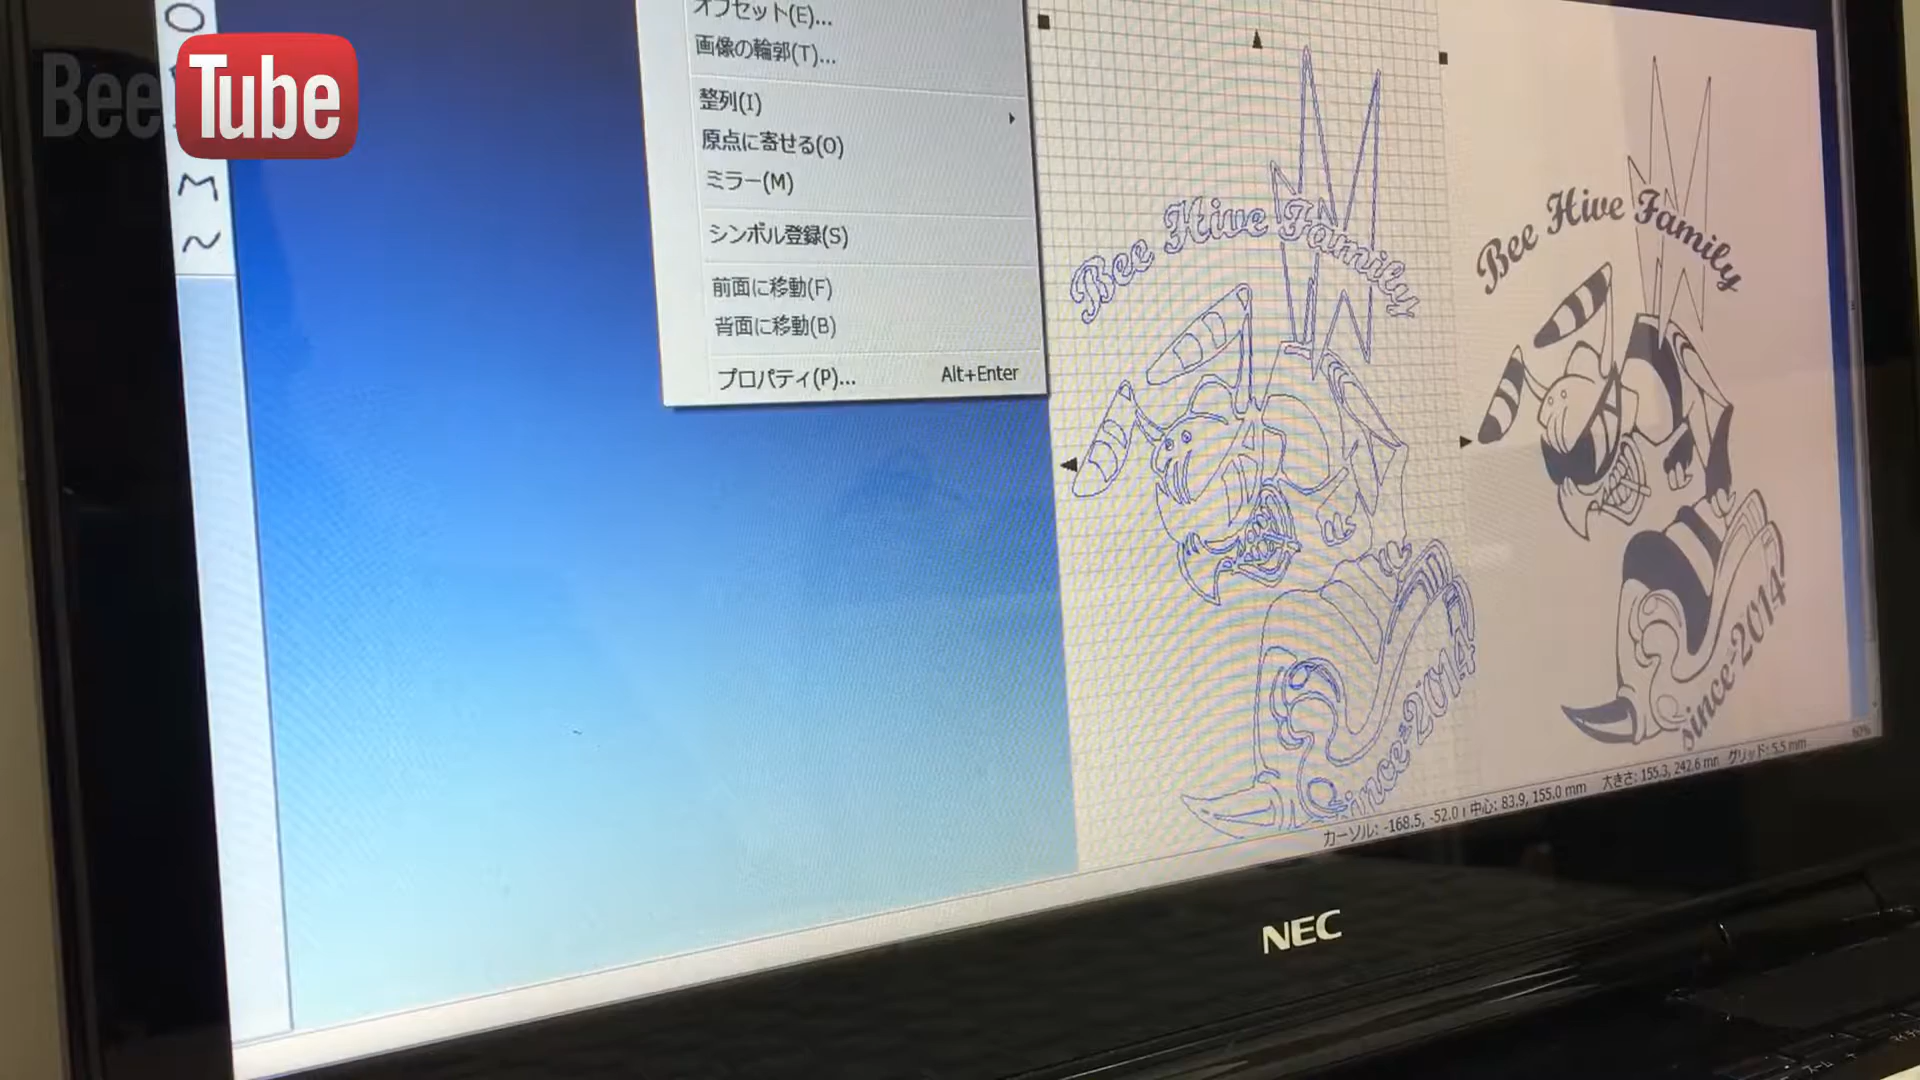 BeeTube
オフセット(E)...
画像の輪郭(T)...
整列(I)
原点に寄せる(O)
ミラー(M)
シンボル登録(S)
前面に移動(F)
背面に移動(B)
プロパティ(P)... Alt+Enter
Bee Hive Family
since-2014
Bee Hive Family
since-2014
カーソル: -168.5, -52.0 中心: 83.9, 155.0 mm 大きさ: 155.3, 242.6 mm グリッド: 5.5 mm
NEC